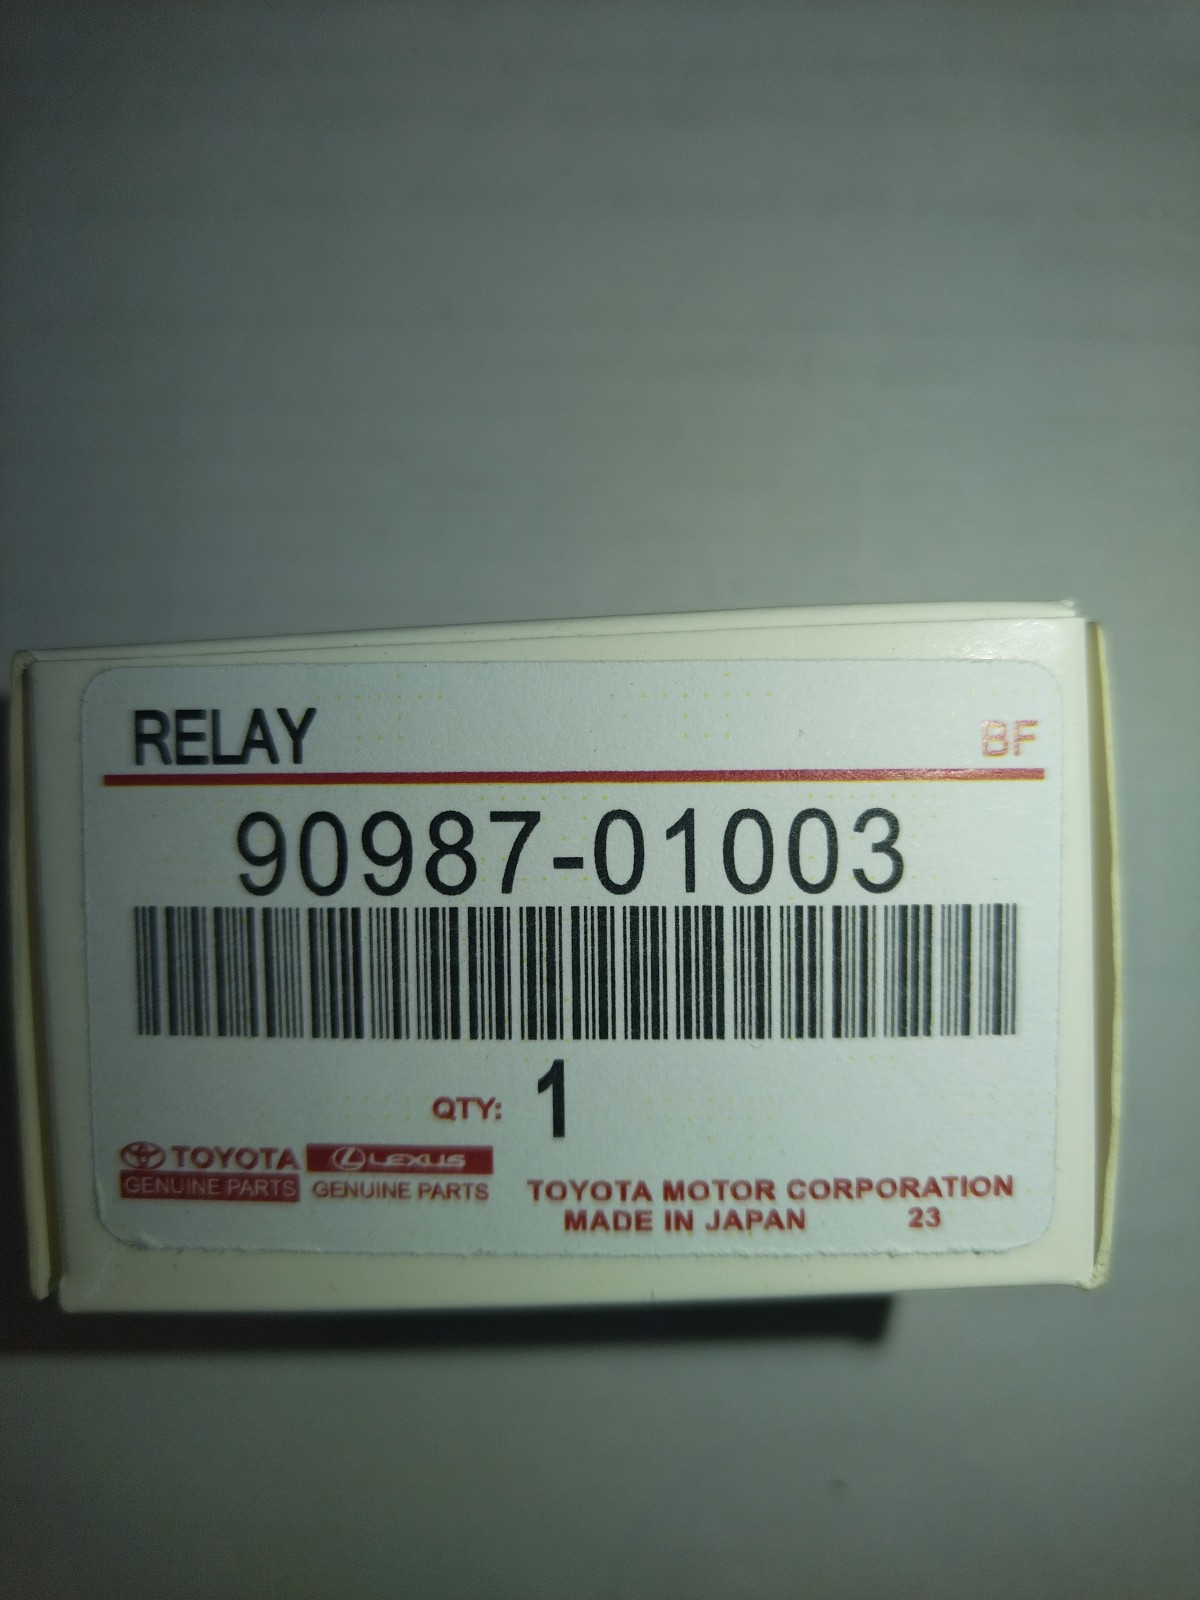 RELAY BF
90987-01003
QTY: 1
TOYOTA LEXUS
GENUINE PARTS GENUINE PARTS TOYOTA MOTOR CORPORATION
MADE IN JAPAN 23